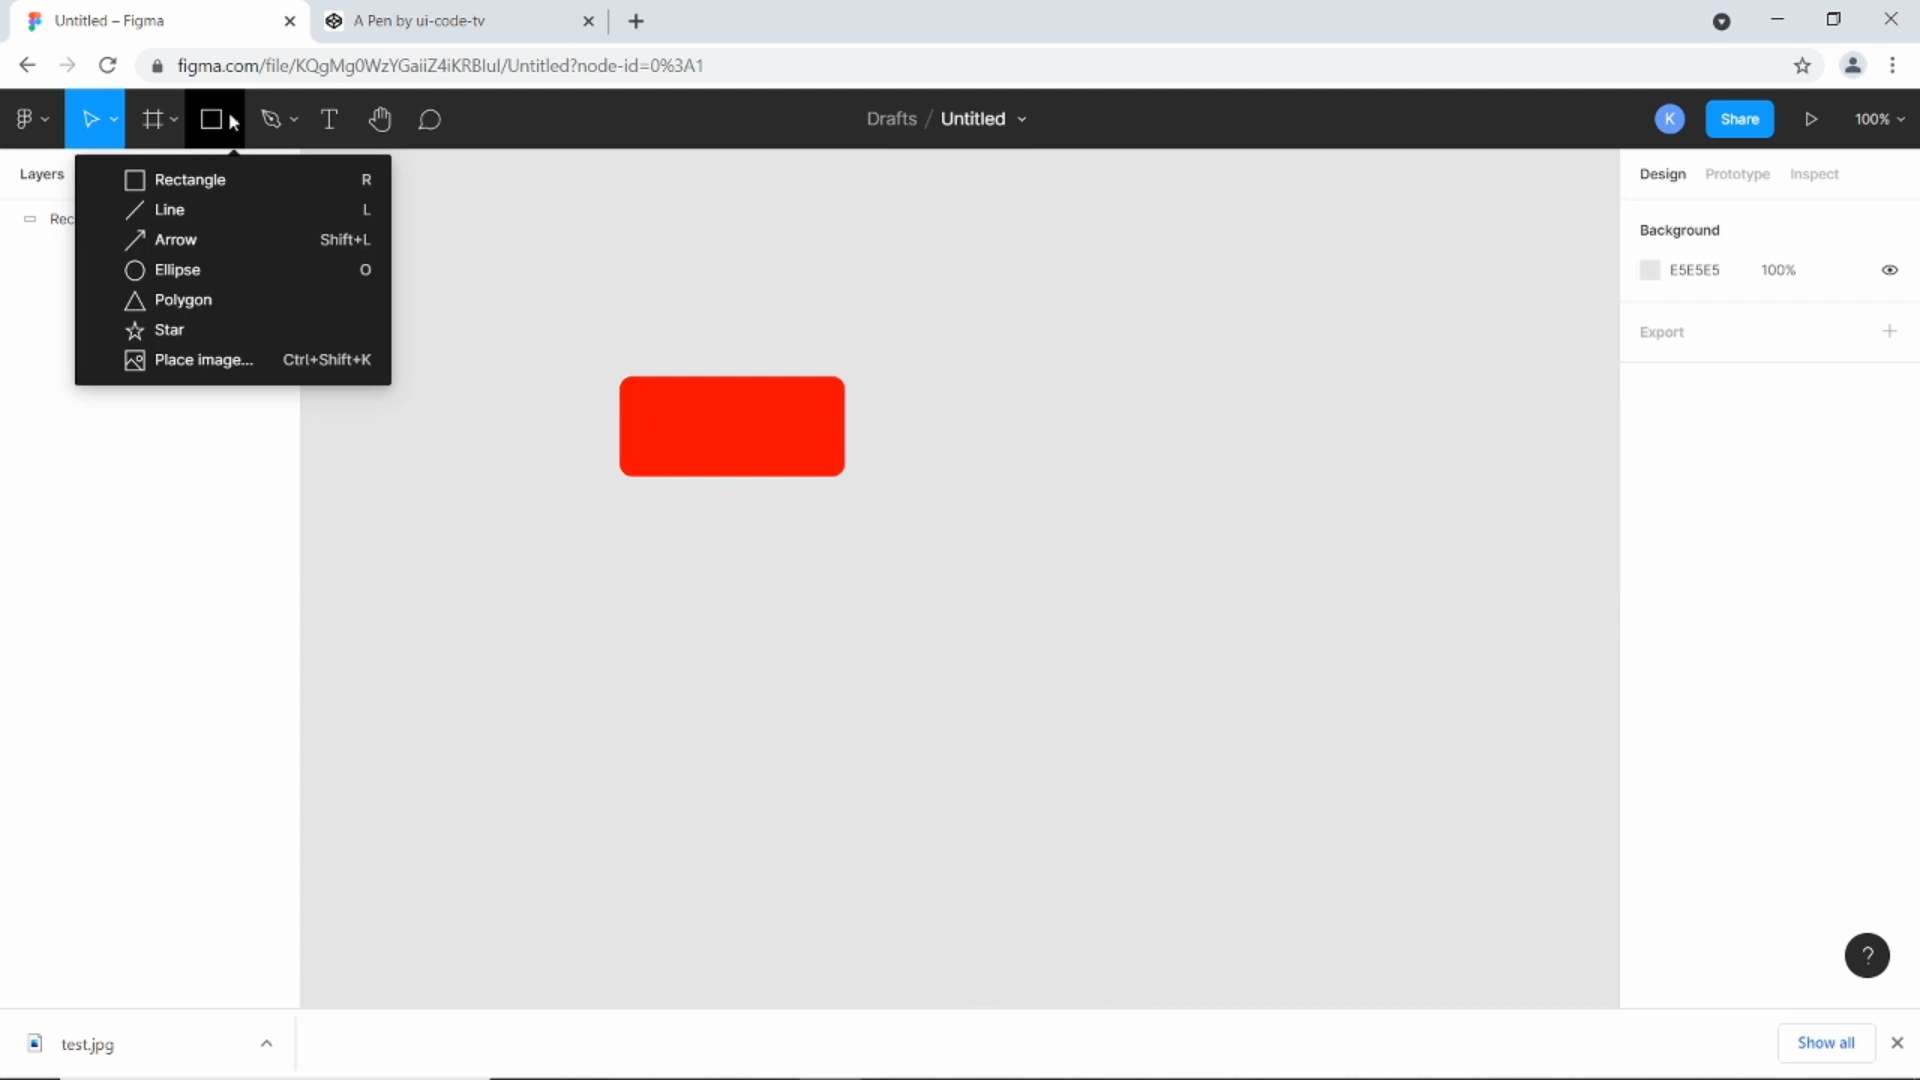 Untitled – Figma
A Pen by ui-code-tv
figma.com/file/KQgMg0WzYGaiiZ4iKRBIuI/Untitled?node-id=0%3A1
Drafts / Untitled
K
Share
100%
Layers
Rec
Rectangle R
Line L
Arrow Shift+L
Ellipse O
Polygon
Star
Place image... Ctrl+Shift+K
Design Prototype Inspect
Background
E5E5E5 100%
Export
?
test.jpg
Show all